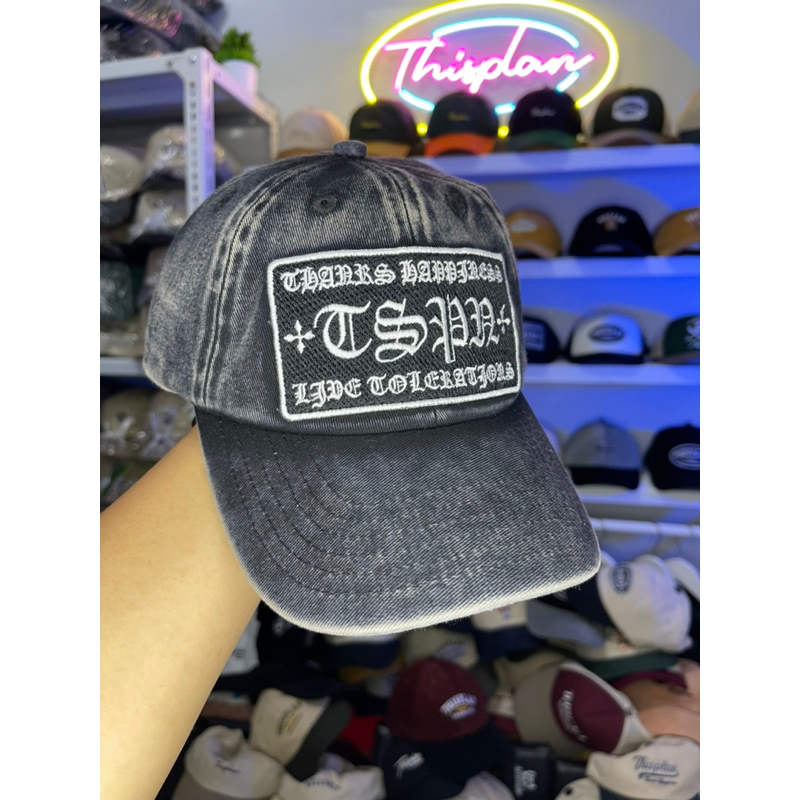 Thisplan
THANKS HAPPINESS
TSPN
LIVE TOLERATIONS